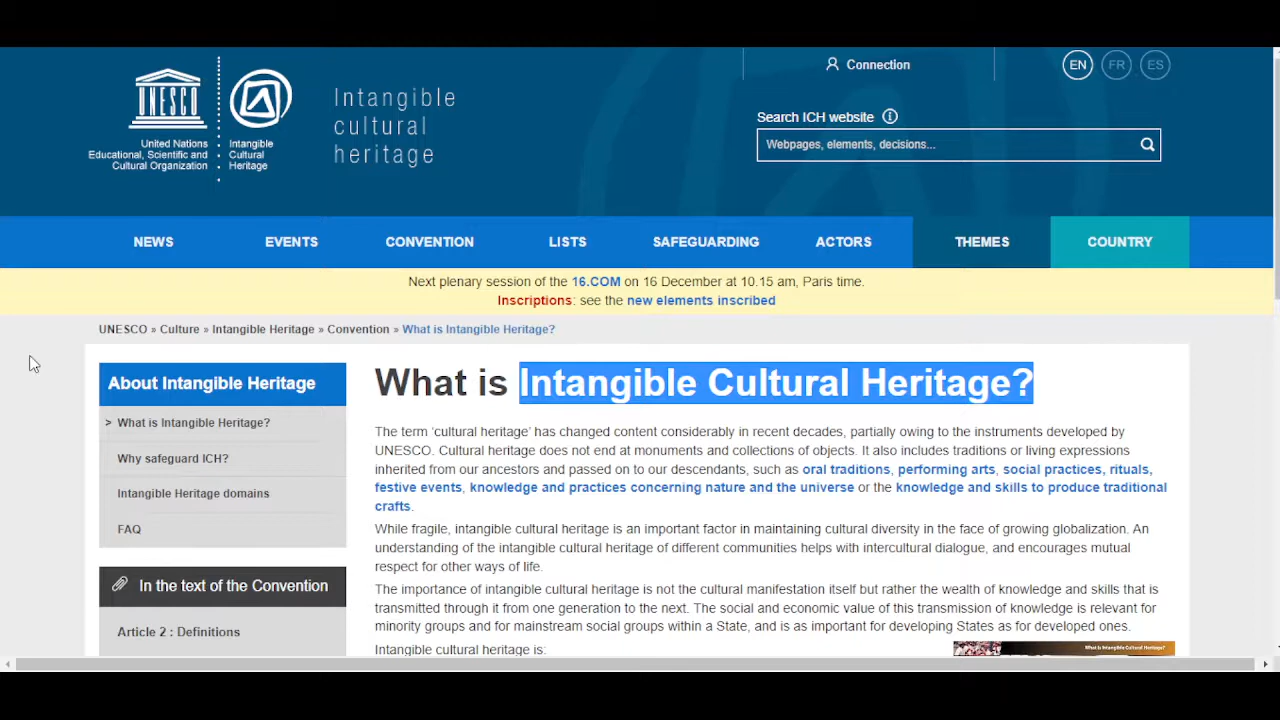 Connection
EN FR ES
UNESCO
United Nations
Educational, Scientific and
Cultural Organization
Intangible
Cultural
Heritage
Intangible
cultural
heritage
Search ICH website
Webpages, elements, decisions...
NEWS EVENTS CONVENTION LISTS SAFEGUARDING ACTORS THEMES COUNTRY
Next plenary session of the 16.COM on 16 December at 10.15 am, Paris time.
Inscriptions: see the new elements inscribed
UNESCO » Culture » Intangible Heritage » Convention » What is Intangible Heritage?
About Intangible Heritage
> What is Intangible Heritage?
Why safeguard ICH?
Intangible Heritage domains
FAQ
In the text of the Convention
Article 2 : Definitions
What is Intangible Cultural Heritage?
The term ‘cultural heritage’ has changed content considerably in recent decades, partially owing to the instruments developed by
UNESCO. Cultural heritage does not end at monuments and collections of objects. It also includes traditions or living expressions
inherited from our ancestors and passed on to our descendants, such as oral traditions, performing arts, social practices, rituals,
festive events, knowledge and practices concerning nature and the universe or the knowledge and skills to produce traditional
crafts.
While fragile, intangible cultural heritage is an important factor in maintaining cultural diversity in the face of growing globalization. An
understanding of the intangible cultural heritage of different communities helps with intercultural dialogue, and encourages mutual
respect for other ways of life.
The importance of intangible cultural heritage is not the cultural manifestation itself but rather the wealth of knowledge and skills that is
transmitted through it from one generation to the next. The social and economic value of this transmission of knowledge is relevant for
minority groups and for mainstream social groups within a State, and is as important for developing States as for developed ones.
Intangible cultural heritage is:
What is Intangible Cultural Heritage?